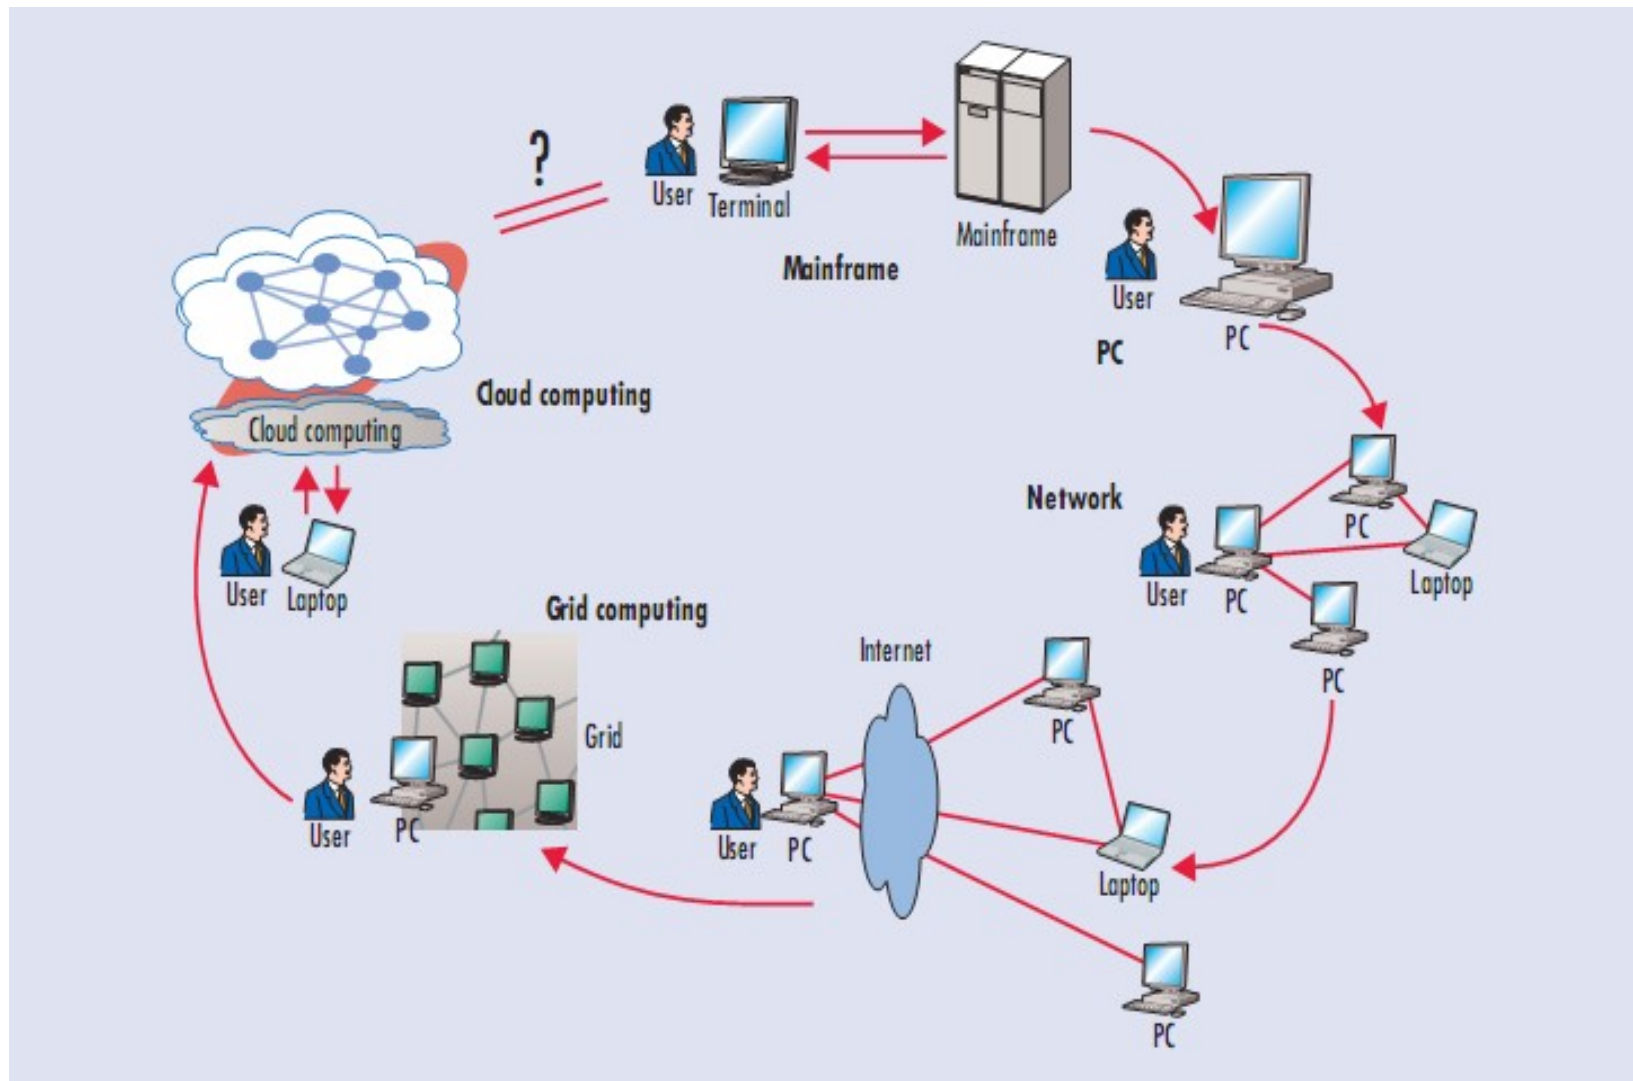 ?
User
Terminal
Mainframe
Mainframe
User
PC
PC
Cloud computing
Cloud computing
Network
PC
User
PC
Laptop
PC
User
Laptop
Grid computing
Internet
PC
Grid
User
PC
User
PC
Laptop
PC